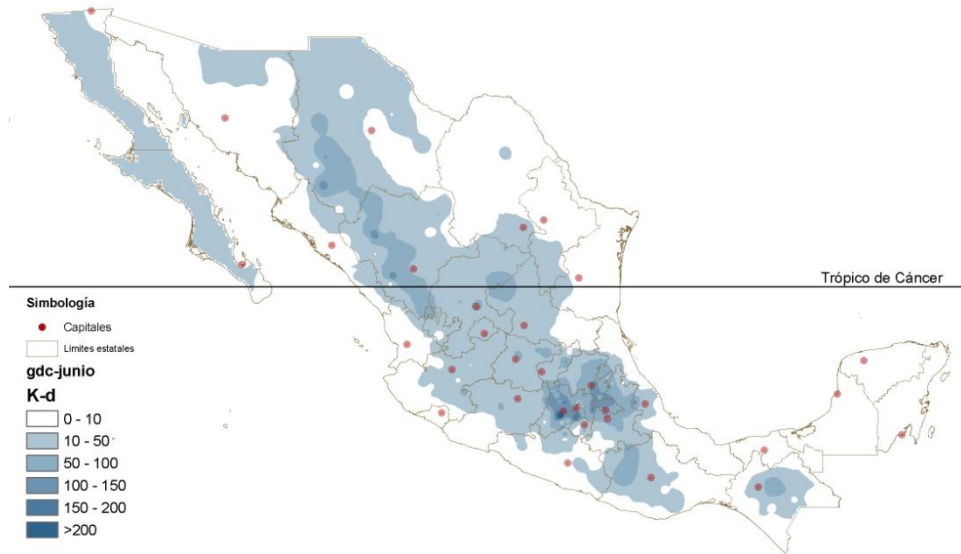 Trópico de Cáncer
Simbología
Capitales
Límites estatales
gdc-junio
K-d
0 - 10
10 - 50
50 - 100
100 - 150
150 - 200
>200